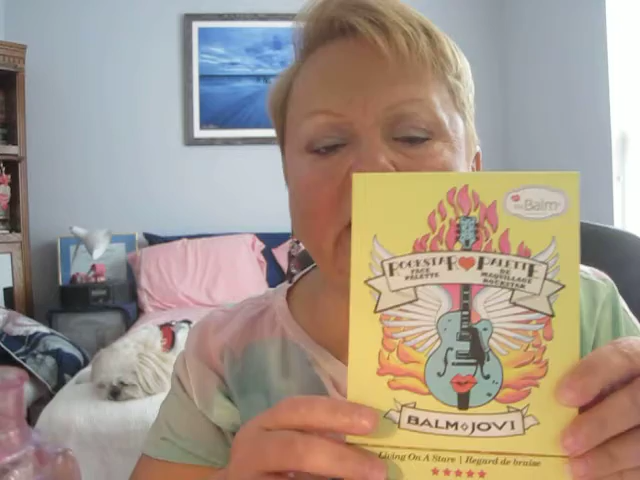 theBalm
ROCKSTAR PALETTE
FACE PALETTE
DE MAQUILLAGE ROCKSTAR
BALM JOVI
Living On A Stare | Regard de braise